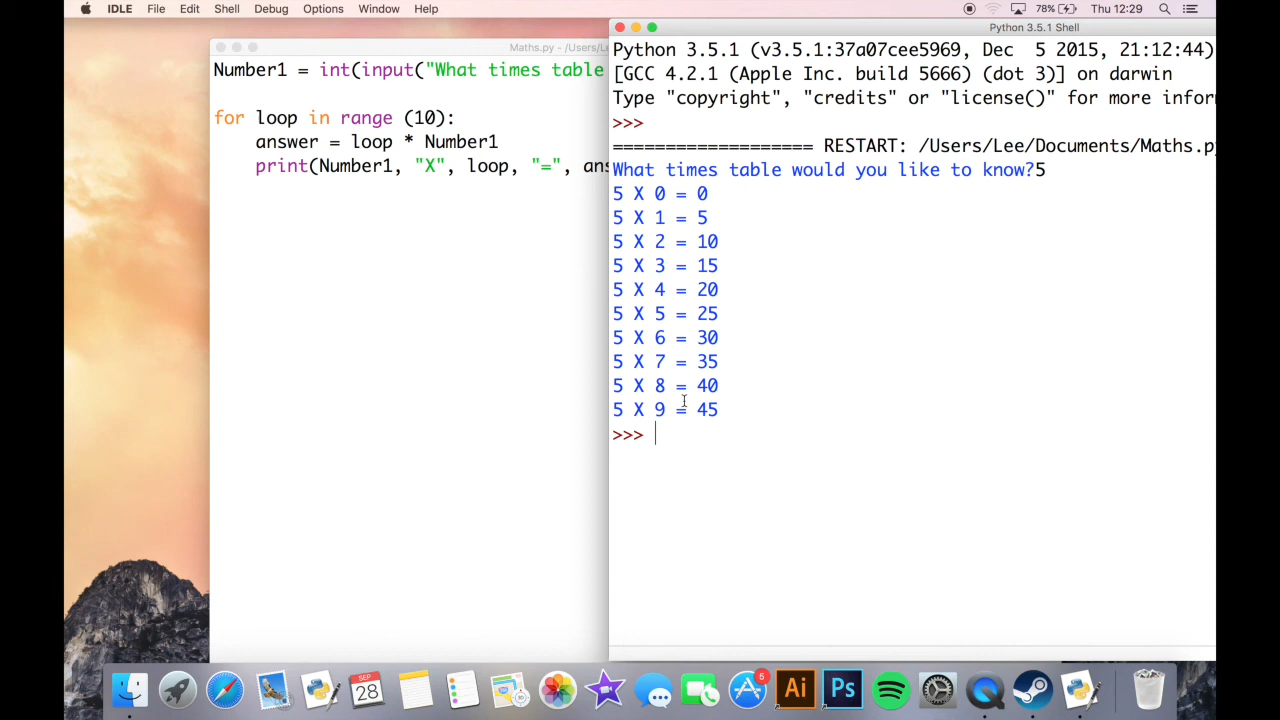 IDLE File Edit Shell Debug Options Window Help 78% Thu 12:29
Maths.py - /Users/Le
Number1 = int(input("What times table
for loop in range (10):
answer = loop * Number1
print(Number1, "X", loop, "=", ans
Python 3.5.1 Shell
Python 3.5.1 (v3.5.1:37a07cee5969, Dec  5 2015, 21:12:44)
[GCC 4.2.1 (Apple Inc. build 5666) (dot 3)] on darwin
Type "copyright", "credits" or "license()" for more infor
>>>
=================== RESTART: /Users/Lee/Documents/Maths.p
What times table would you like to know?5
5 X 0 = 0
5 X 1 = 5
5 X 2 = 10
5 X 3 = 15
5 X 4 = 20
5 X 5 = 25
5 X 6 = 30
5 X 7 = 35
5 X 8 = 40
5 X 9 = 45
>>>
SEP
28
6
Ai
Ps